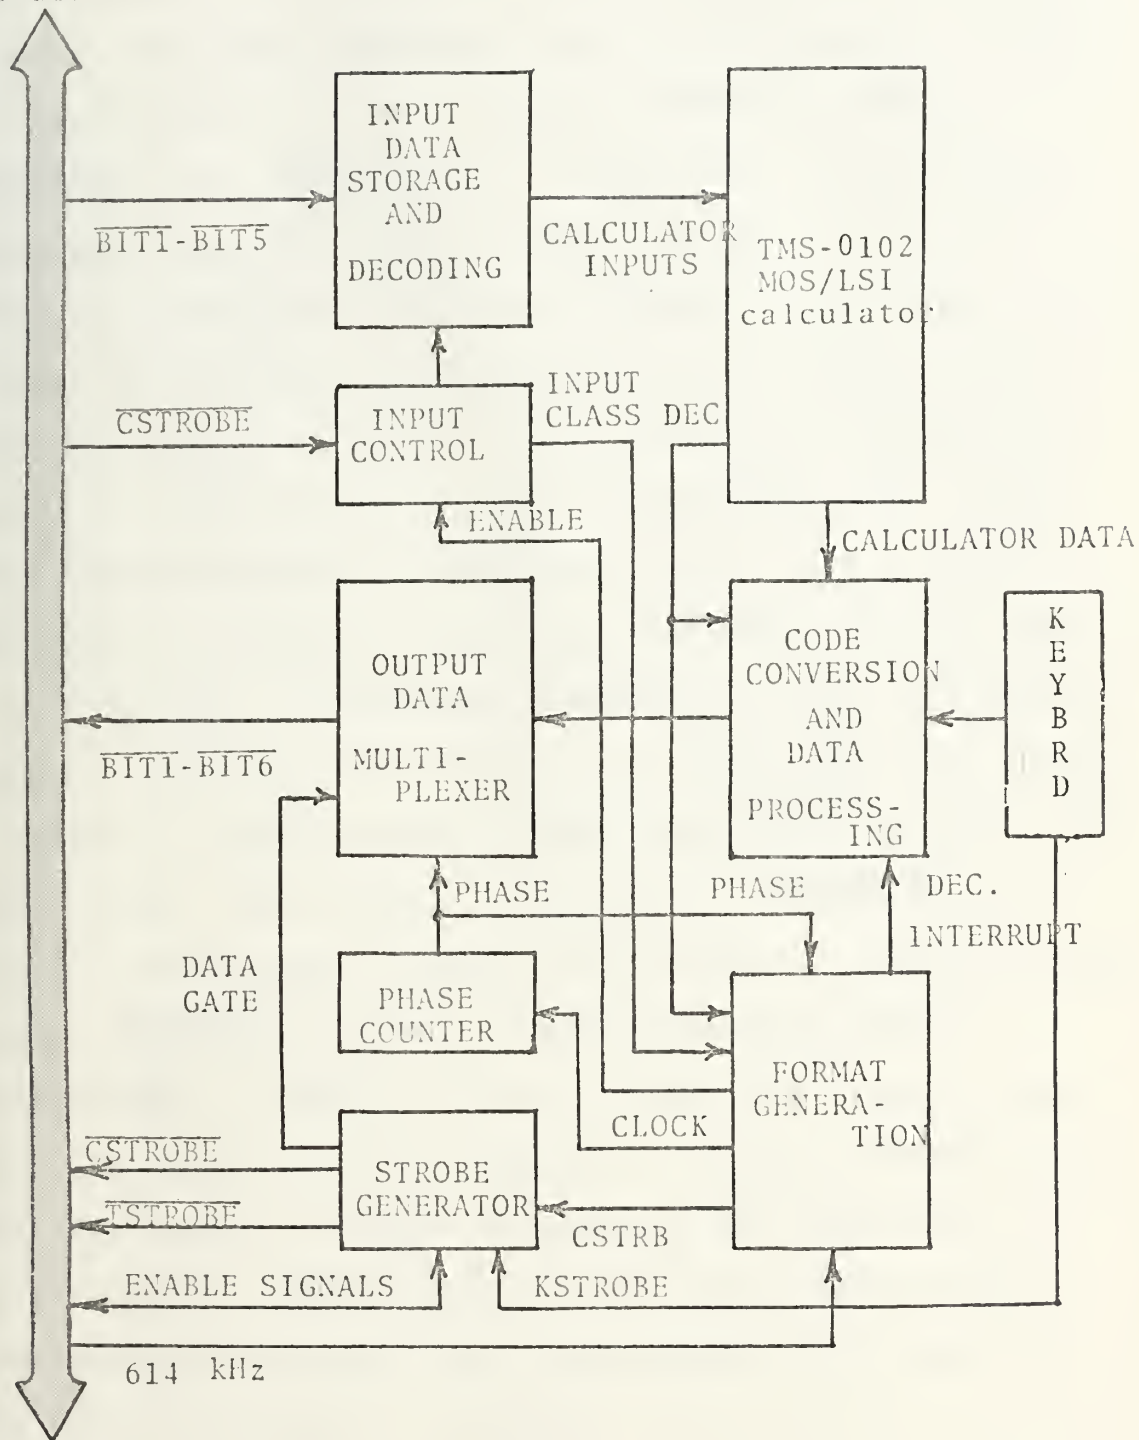 INPUT
DATA
STORAGE
AND
DECODING
BIT1-BIT5
CALCULATOR
INPUTS
TMS-0102
MOS/LSI
calculator
CSTROBE
INPUT
CONTROL
INPUT
CLASS DEC
ENABLE
CALCULATOR DATA
OUTPUT
DATA
MULTI-
PLEXER
BIT1-BIT6
CODE
CONVERSION
AND
DATA
PROCESS-
ING
K
E
Y
B
R
D
PHASE
PHASE
DEC.
INTERRUPT
DATA
GATE
PHASE
COUNTER
FORMAT
GENERA-
TION
CLOCK
CSTROBE
TSTROBE
STROBE
GENERATOR
CSTRB
ENABLE SIGNALS
KSTROBE
614 kHz